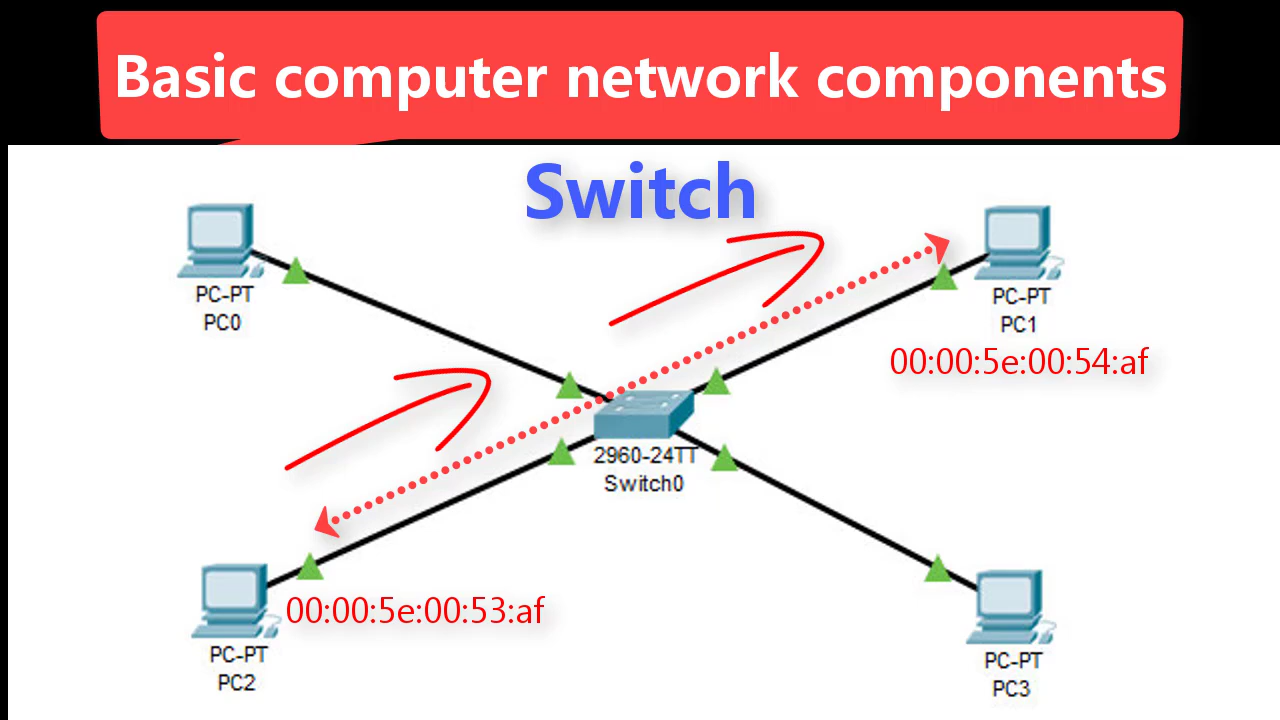 Basic computer network components
Switch
PC-PT
PC0
PC-PT
PC1
00:00:5e:00:54:af
2960-24TT
Switch0
00:00:5e:00:53:af
PC-PT
PC2
PC-PT
PC3